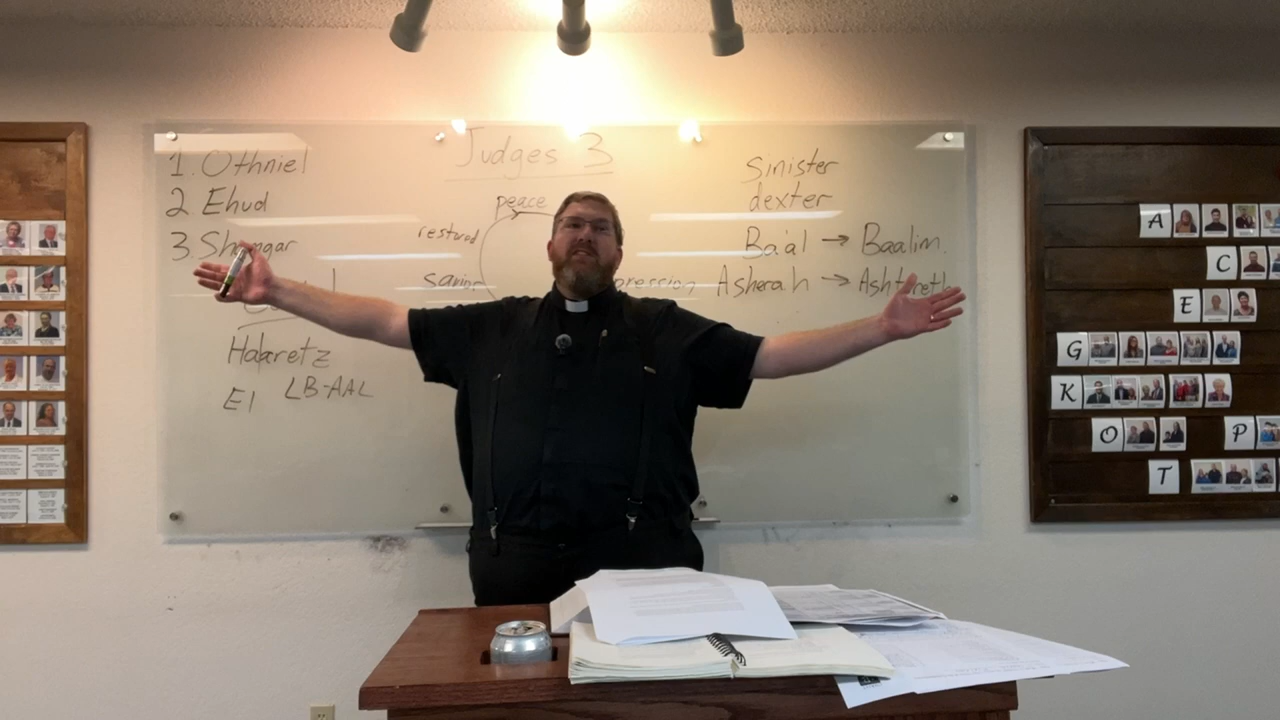 Judges 3
1. Othniel
2 Ehud
3. Shamgar
Haaretz
El LB-AAL
peace
restored
Sinister
dexter
Ba'al → Baalim.
Asherah → Ashtoreth
A
C
E
G
K
O P
T